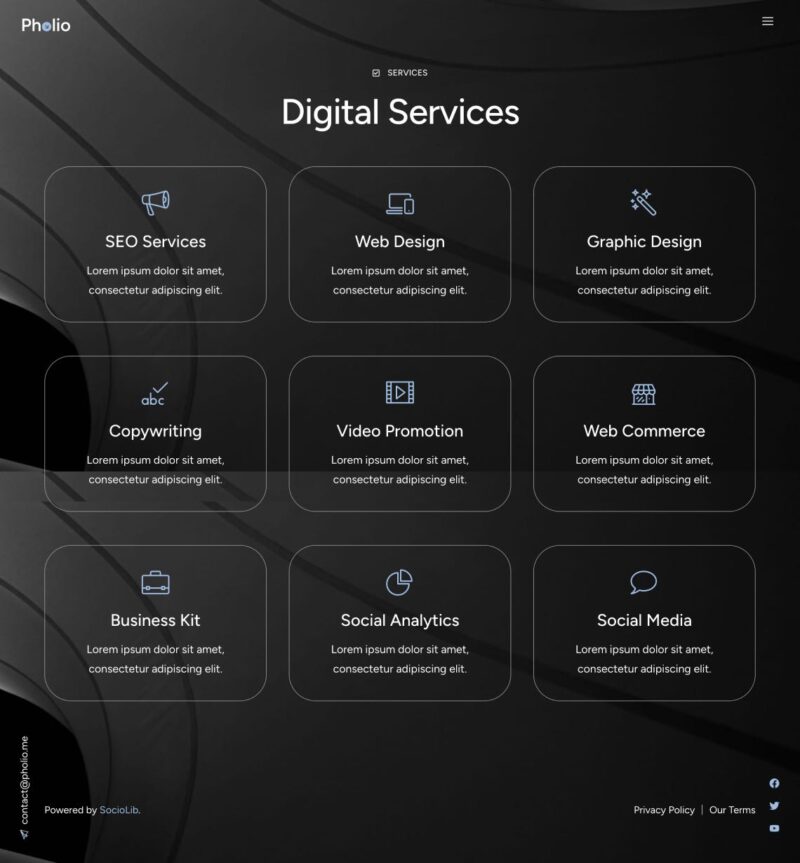 Pholio
SERVICES
Digital Services
SEO Services
Lorem ipsum dolor sit amet,
consectetur adipiscing elit.
Web Design
Lorem ipsum dolor sit amet,
consectetur adipiscing elit.
Graphic Design
Lorem ipsum dolor sit amet,
consectetur adipiscing elit.
abc
Copywriting
Lorem ipsum dolor sit amet,
consectetur adipiscing elit.
Video Promotion
Lorem ipsum dolor sit amet,
consectetur adipiscing elit.
Web Commerce
Lorem ipsum dolor sit amet,
consectetur adipiscing elit.
Business Kit
Lorem ipsum dolor sit amet,
consectetur adipiscing elit.
Social Analytics
Lorem ipsum dolor sit amet,
consectetur adipiscing elit.
Social Media
Lorem ipsum dolor sit amet,
consectetur adipiscing elit.
contact@pholio.me
Powered by SocioLib.
Privacy Policy | Our Terms